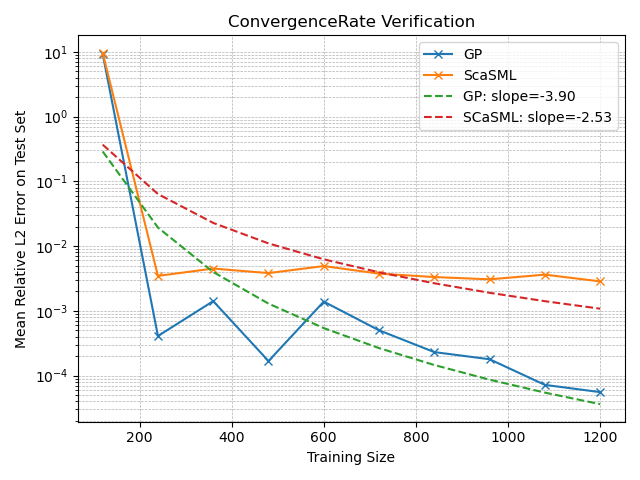 ConvergenceRate Verification
Mean Relative L2 Error on Test Set
10^1
10^0
10^−1
10^−2
10^−3
10^−4
GP
ScaSML
GP: slope=-3.90
SCaSML: slope=-2.53
200 400 600 800 1000 1200
Training Size